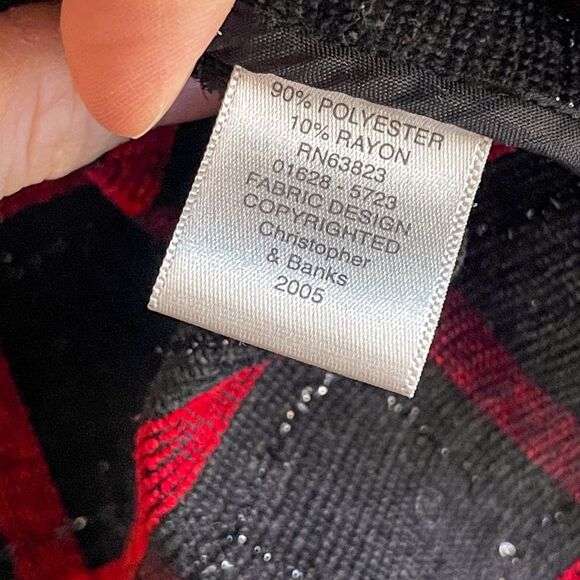 90% POLYESTER
10% RAYON
RN63823
01628 - 5723
FABRIC DESIGN
COPYRIGHTED
Christopher
& Banks
2005